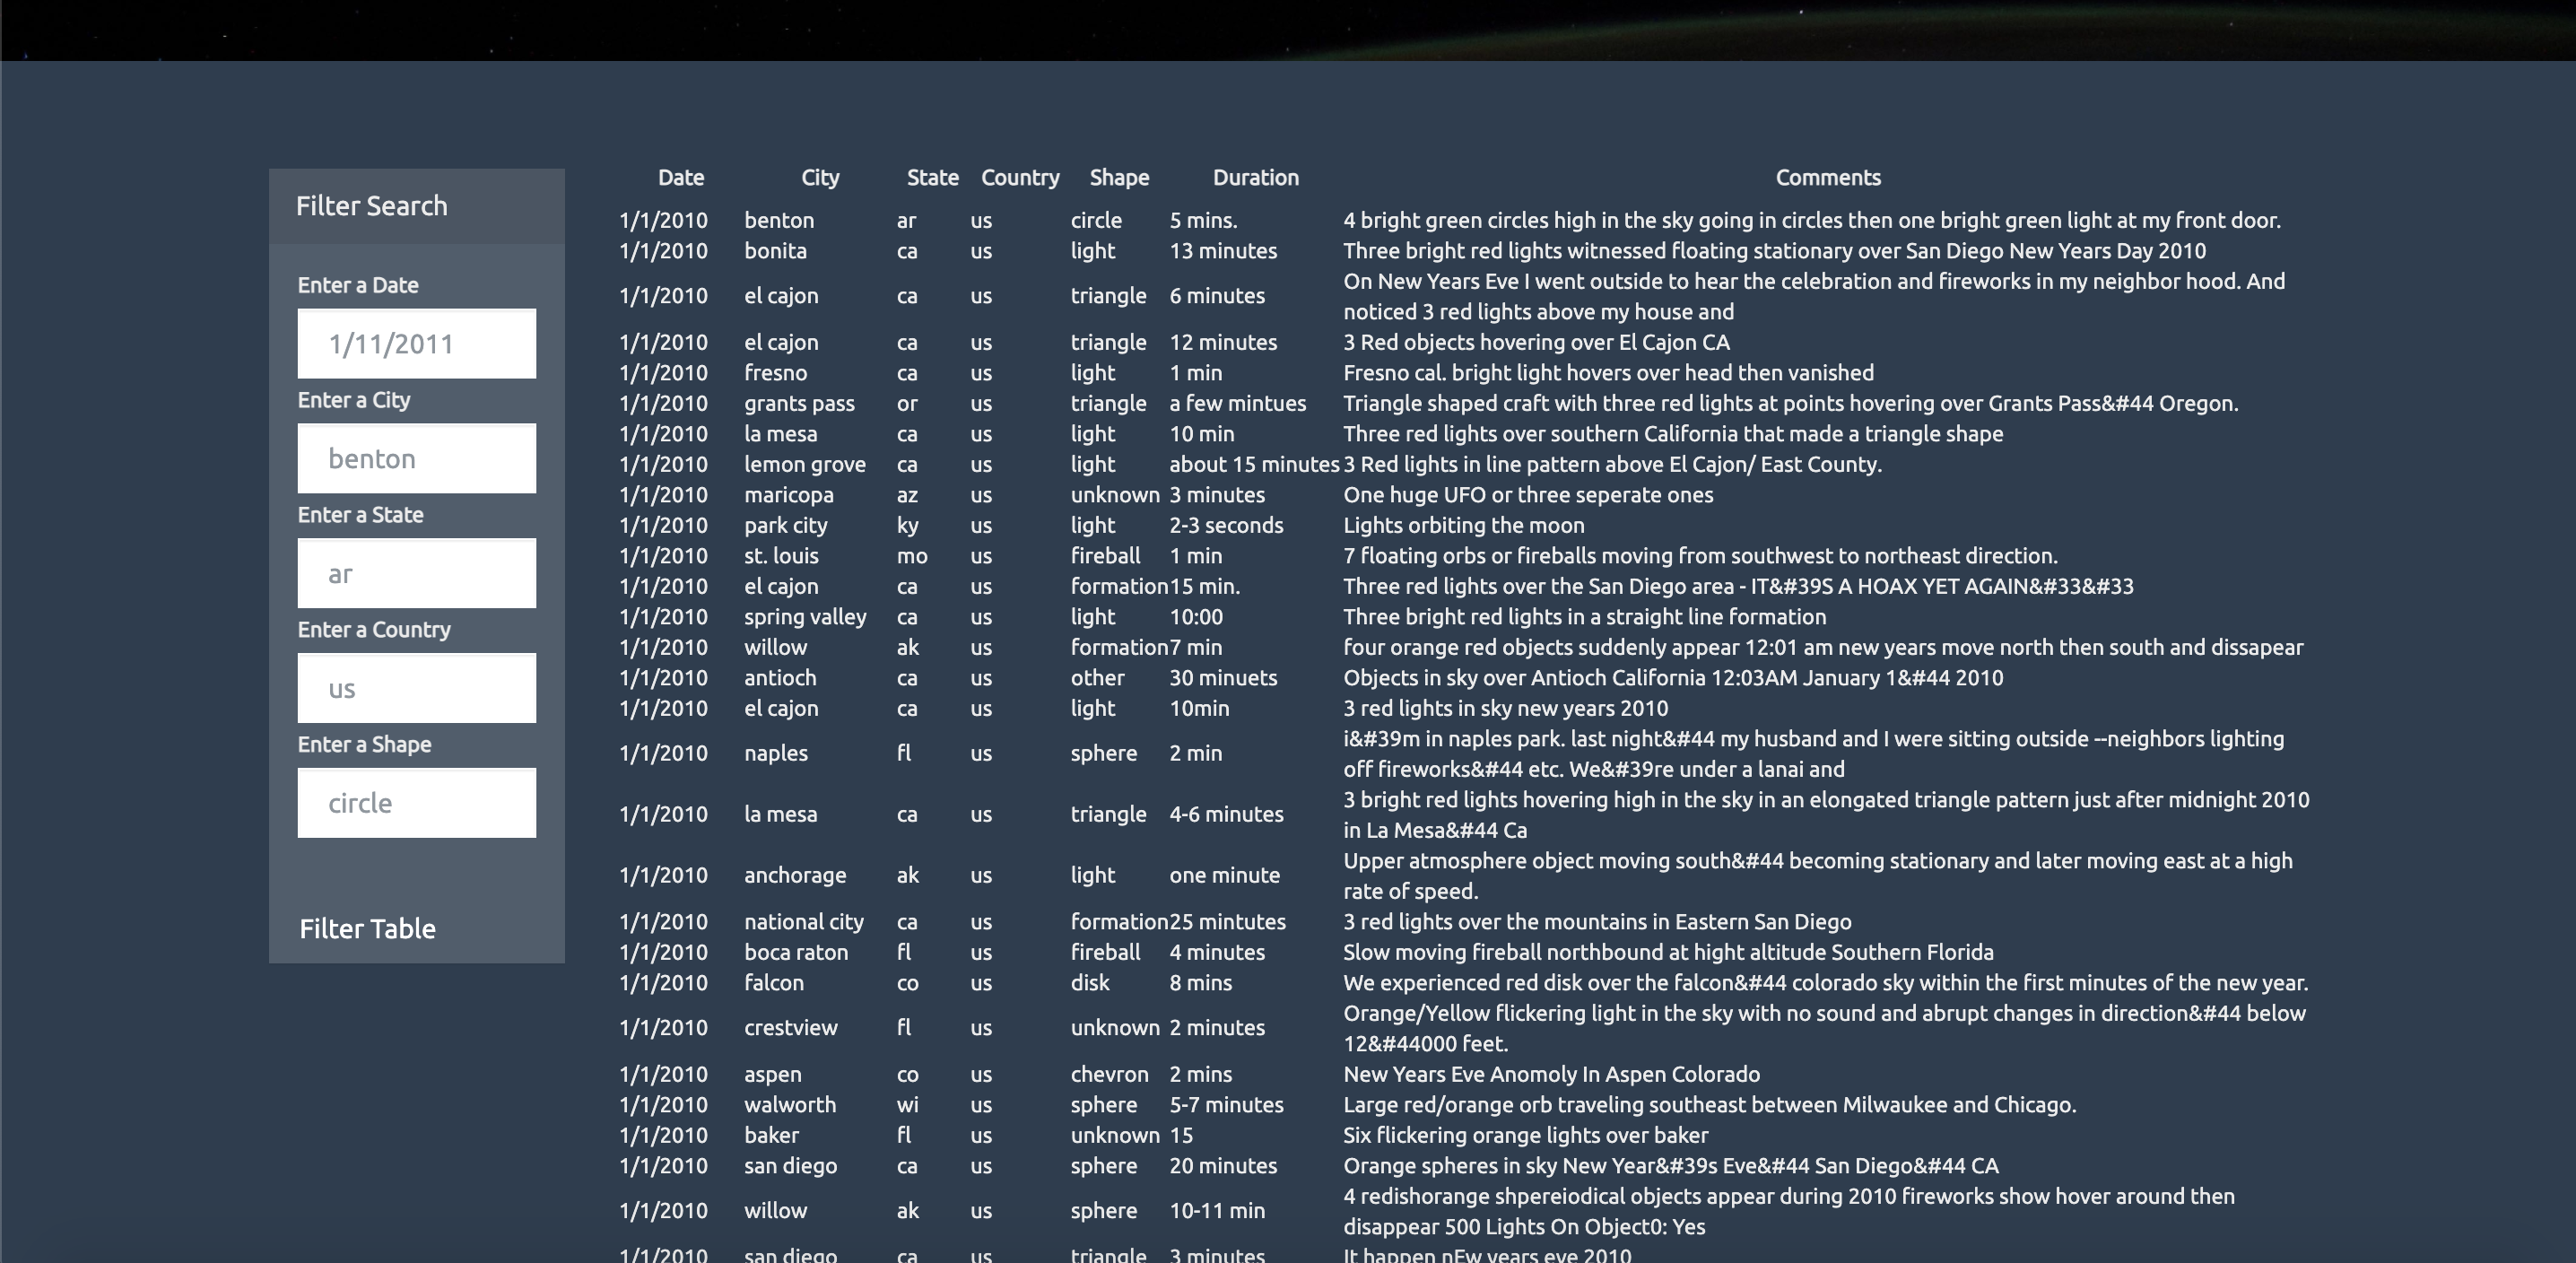 Filter Search
Enter a Date
1/11/2011
Enter a City
benton
Enter a State
ar
Enter a Country
us
Enter a Shape
circle
Filter Table
Date City State Country Shape Duration Comments
1/1/2010 benton ar us circle 5 mins. 4 bright green circles high in the sky going in circles then one bright green light at my front door.
1/1/2010 bonita ca us light 13 minutes Three bright red lights witnessed floating stationary over San Diego New Years Day 2010
1/1/2010 el cajon ca us triangle 6 minutes On New Years Eve I went outside to hear the celebration and fireworks in my neighbor hood. And
noticed 3 red lights above my house and
1/1/2010 el cajon ca us triangle 12 minutes 3 Red objects hovering over El Cajon CA
1/1/2010 fresno ca us light 1 min Fresno cal. bright light hovers over head then vanished
1/1/2010 grants pass or us triangle a few mintues Triangle shaped craft with three red lights at points hovering over Grants Pass&#44 Oregon.
1/1/2010 la mesa ca us light 10 min Three red lights over southern California that made a triangle shape
1/1/2010 lemon grove ca us light about 15 minutes 3 Red lights in line pattern above El Cajon/ East County.
1/1/2010 maricopa az us unknown 3 minutes One huge UFO or three seperate ones
1/1/2010 park city ky us light 2-3 seconds Lights orbiting the moon
1/1/2010 st. louis mo us fireball 1 min 7 floating orbs or fireballs moving from southwest to northeast direction.
1/1/2010 el cajon ca us formation 15 min. Three red lights over the San Diego area - IT&#39S A HOAX YET AGAIN&#33&#33
1/1/2010 spring valley ca us light 10:00 Three bright red lights in a straight line formation
1/1/2010 willow ak us formation 7 min four orange red objects suddenly appear 12:01 am new years move north then south and dissapear
1/1/2010 antioch ca us other 30 minuets Objects in sky over Antioch California 12:03AM January 1&#44 2010
1/1/2010 el cajon ca us light 10min 3 red lights in sky new years 2010
1/1/2010 naples fl us sphere 2 min i&#39m in naples park. last night&#44 my husband and I were sitting outside --neighbors lighting
off fireworks&#44 etc. We&#39re under a lanai and
1/1/2010 la mesa ca us triangle 4-6 minutes 3 bright red lights hovering high in the sky in an elongated triangle pattern just after midnight 2010
in La Mesa&#44 Ca
1/1/2010 anchorage ak us light one minute Upper atmosphere object moving south&#44 becoming stationary and later moving east at a high
rate of speed.
1/1/2010 national city ca us formation 25 mintutes 3 red lights over the mountains in Eastern San Diego
1/1/2010 boca raton fl us fireball 4 minutes Slow moving fireball northbound at hight altitude Southern Florida
1/1/2010 falcon co us disk 8 mins We experienced red disk over the falcon&#44 colorado sky within the first minutes of the new year.
1/1/2010 crestview fl us unknown 2 minutes Orange/Yellow flickering light in the sky with no sound and abrupt changes in direction&#44 below
12&#44000 feet.
1/1/2010 aspen co us chevron 2 mins New Years Eve Anomoly In Aspen Colorado
1/1/2010 walworth wi us sphere 5-7 minutes Large red/orange orb traveling southeast between Milwaukee and Chicago.
1/1/2010 baker fl us unknown 15 Six flickering orange lights over baker
1/1/2010 san diego ca us sphere 20 minutes Orange spheres in sky New Year&#39s Eve&#44 San Diego&#44 CA
1/1/2010 willow ak us sphere 10-11 min 4 redishorange shpereiodical objects appear during 2010 fireworks show hover around then
disappear 500 Lights On Object0: Yes
1/1/2010 san diego ca us triangle 3 minutes It happen nEw years eve 2010